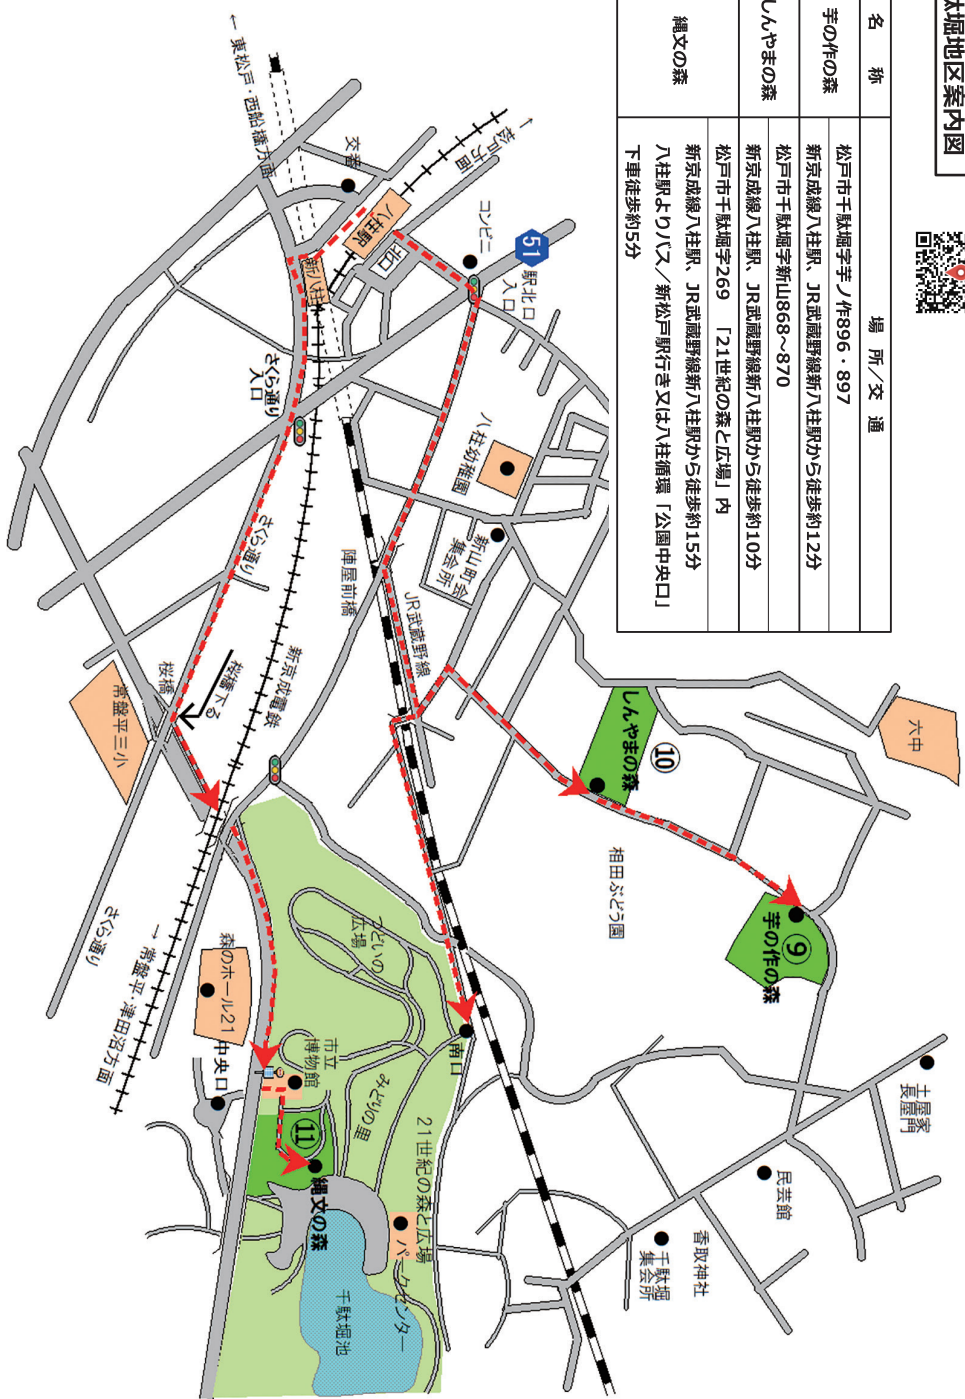 駄堀地区案内図
名 称
場 所／交 通
芋の作の森
松戸市千駄堀字芋ノ作896・897
新京成線八柱駅、JR武蔵野線新八柱駅から徒歩約12分
しんやまの森
松戸市千駄堀字新山868～870
新京成線八柱駅、JR武蔵野線新八柱駅から徒歩約10分
縄文の森
松戸市千駄堀字269 「21世紀の森と広場」内
新京成線八柱駅、JR武蔵野線新八柱駅から徒歩約15分
八柱駅よりバス／新松戸駅行き又は八柱循環「公園中央口」
下車徒歩約5分
六中
土屋家
長屋門
民芸館
香取神社
千駄堀
集会所
⑨
芋の作の森
⑩
しんやまの森
相田ぶどう園
51
駅北口
入口
コンビニ
八柱幼稚園
新山町会
集会所
←松戸方面
八柱駅
北口
新八柱
交番
← 東松戸・西船橋方面
JR武蔵野線
陣屋前橋
さくら通り
入口
さくら通り
新京成電鉄
桜橋下る
桜橋
常盤平三小
さくら通り
→ 常盤平・津田沼方面
南口
つどいの
広場
みどりの里
21世紀の森と広場
市立
博物館
森のホール21
中央口
⑪
縄文の森
パークセンター
千駄堀池